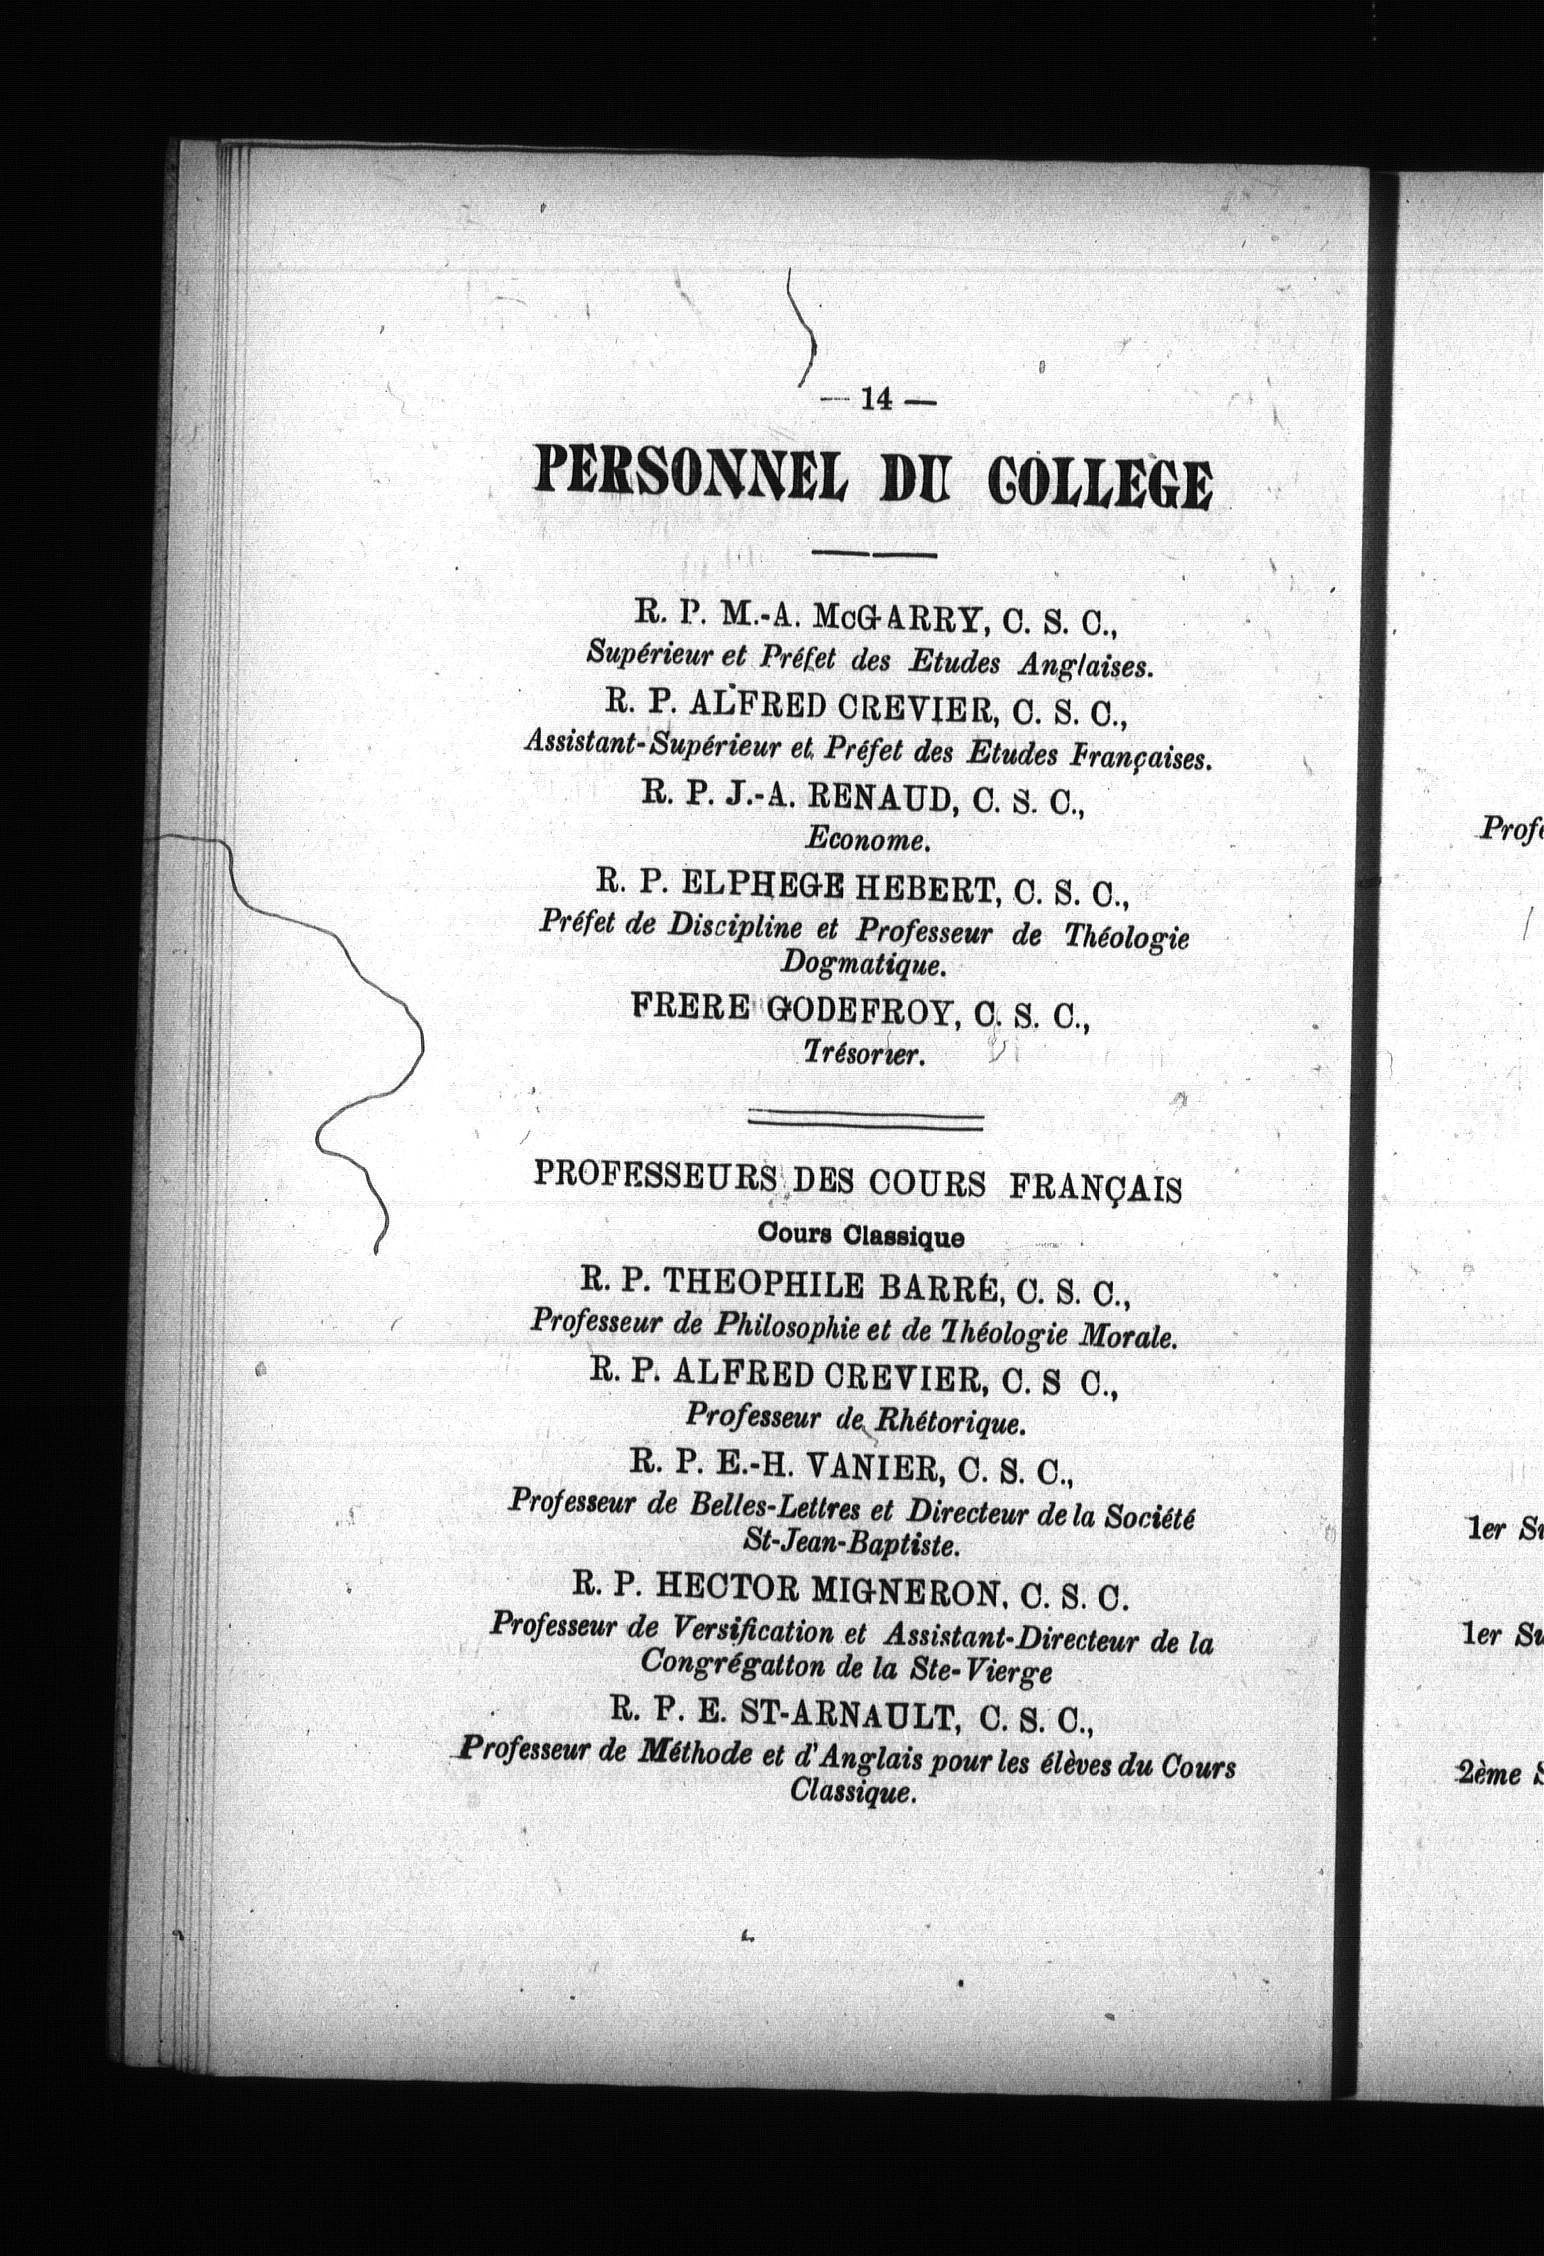 — 14 —
PERSONNEL DU COLLEGE
R. P. M.-A. McGARRY, C. S. C.,
Supérieur et Préfet des Etudes Anglaises.
R. P. ALFRED CREVIER, C. S. C.,
Assistant-Supérieur et Préfet des Etudes Françaises.
R. P. J.-A. RENAUD, C. S. C.,
Econome.
R. P. ELPHEGE HEBERT, C. S. C.,
Préfet de Discipline et Professeur de Théologie
Dogmatique.
FRERE GODEFROY, C. S. C.,
Trésorier.
PROFESSEURS DES COURS FRANÇAIS
Cours Classique
R. P. THEOPHILE BARRÉ, C. S. C.,
Professeur de Philosophie et de Théologie Morale.
R. P. ALFRED CREVIER, C. S C.,
Professeur de Rhétorique.
R. P. E.-H. VANIER, C. S. C.,
Professeur de Belles-Lettres et Directeur de la Société
St-Jean-Baptiste.
R. P. HECTOR MIGNERON, C. S. C.
Professeur de Versification et Assistant-Directeur de la
Congrégatton de la Ste-Vierge
R. P. E. ST-ARNAULT, C. S. C.,
Professeur de Méthode et d'Anglais pour les élèves du Cours
Classique.
1er
1er
2ème